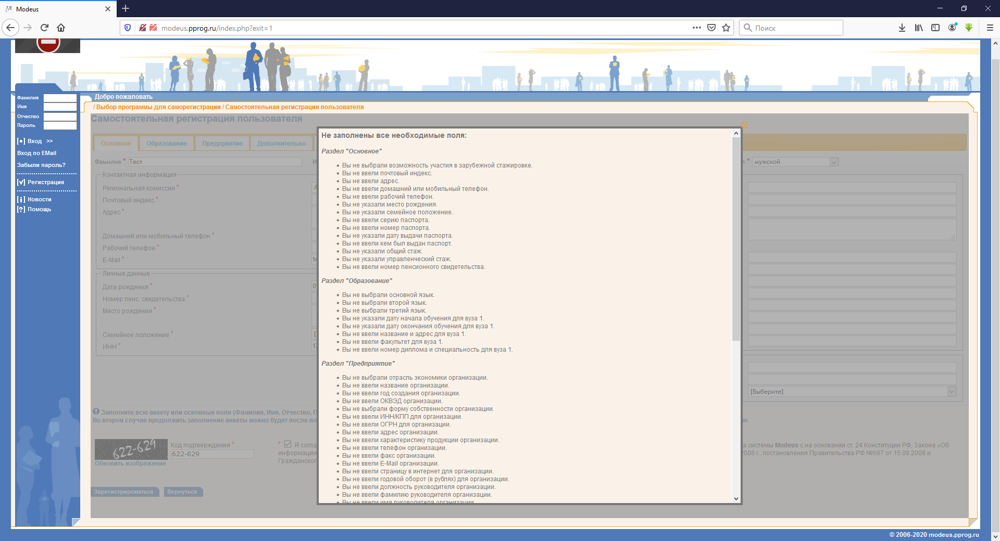 Modeus
modeus.pprog.ru/index.php?exit=1
Поиск
Фамилия
Имя
Отчество
Пароль
[•] Вход >>
Вход по EMail
Забыли пароль?
Регистрация
[i] Новости
[?] Помощь
Добро пожаловать
/ Выбор программы для саморегистрации / Самостоятельная регистрация пользователя
Самостоятельная регистрация пользователя
Основное
Образование
Предприятие
Дополнительно
Фамилия * Тест
* мужской
Контактная информация
Региональная комиссия *
Почтовый индекс *
Адрес *
Домашний или мобильный телефон *
Рабочий телефон *
E-Mail *
Личные данные
Дата рождения *
Номер пенс. свидетельства *
Место рождения *
Семейное положение *
ИНН *
[Выберите]
Не заполнены все необходимые поля:
Раздел "Основное"
• Вы не выбрали возможность участия в зарубежной стажировке.
• Вы не ввели почтовый индекс.
• Вы не ввели адрес.
• Вы не ввели домашний или мобильный телефон.
• Вы не ввели рабочий телефон.
• Вы не указали место рождения.
• Вы не указали семейное положение.
• Вы не ввели серию паспорта.
• Вы не ввели номер паспорта.
• Вы не указали дату выдачи паспорта.
• Вы не ввели кем был выдан паспорт.
• Вы не указали общий стаж.
• Вы не указали управленческий стаж.
• Вы не ввели номер пенсионного свидетельства.
Раздел "Образование"
• Вы не выбрали основной язык.
• Вы не выбрали второй язык.
• Вы не выбрали третий язык.
• Вы не указали дату начала обучения для вуза 1.
• Вы не указали дату окончания обучения для вуза 1.
• Вы не ввели название и адрес для вуза 1.
• Вы не ввели факультет для вуза 1.
• Вы не ввели номер диплома и специальность для вуза 1.
Раздел "Предприятие"
• Вы не выбрали отрасль экономики организации.
• Вы не ввели название организации.
• Вы не ввели год создания организации.
• Вы не ввели ОКВЭД организации.
• Вы не выбрали форму собственности организации.
• Вы не ввели ИНН/КПП для организации.
• Вы не ввели ОГРН для организации.
• Вы не ввели адрес организации.
• Вы не ввели характеристику продукции организации.
• Вы не ввели телефон организации.
• Вы не ввели факс организации.
• Вы не ввели E-Mail организации.
• Вы не ввели страницу в интернет для организации.
• Вы не ввели годовой оборот (в рублях) для организации.
• Вы не ввели должность руководителя организации.
• Вы не ввели фамилию руководителя организации.
• Вы не ввели имя руководителя организации.
Заполните всю анкету или основные поля (Фамилия, Имя, Отчество,
Во втором случае продолжить заполнение анкеты можно будет после
622-629
Код подтверждения *
622-629
Обновить изображение
* Я
информации
а системы Modeus с на основании ст. 24 Конституции РФ, Закона «Об
2006 г., постановления Правительства РФ №687 от 15.09.2008 и
Зарегистрироваться
Вернуться
© 2006-2020 modeus.pprog.ru